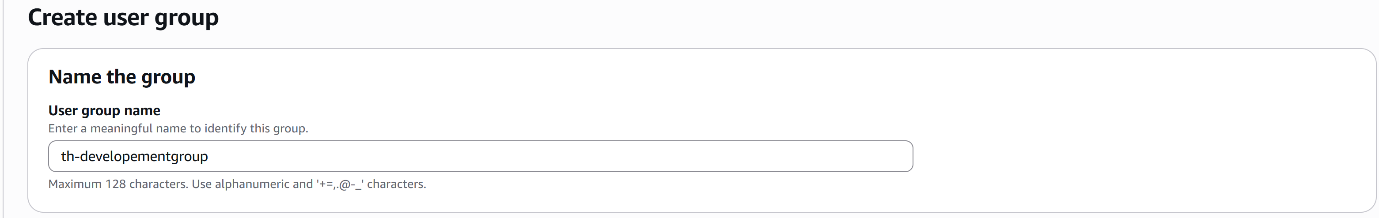 Create user group
Name the group
User group name
Enter a meaningful name to identify this group.
th-developementgroup
Maximum 128 characters. Use alphanumeric and '+=,.@-_' characters.